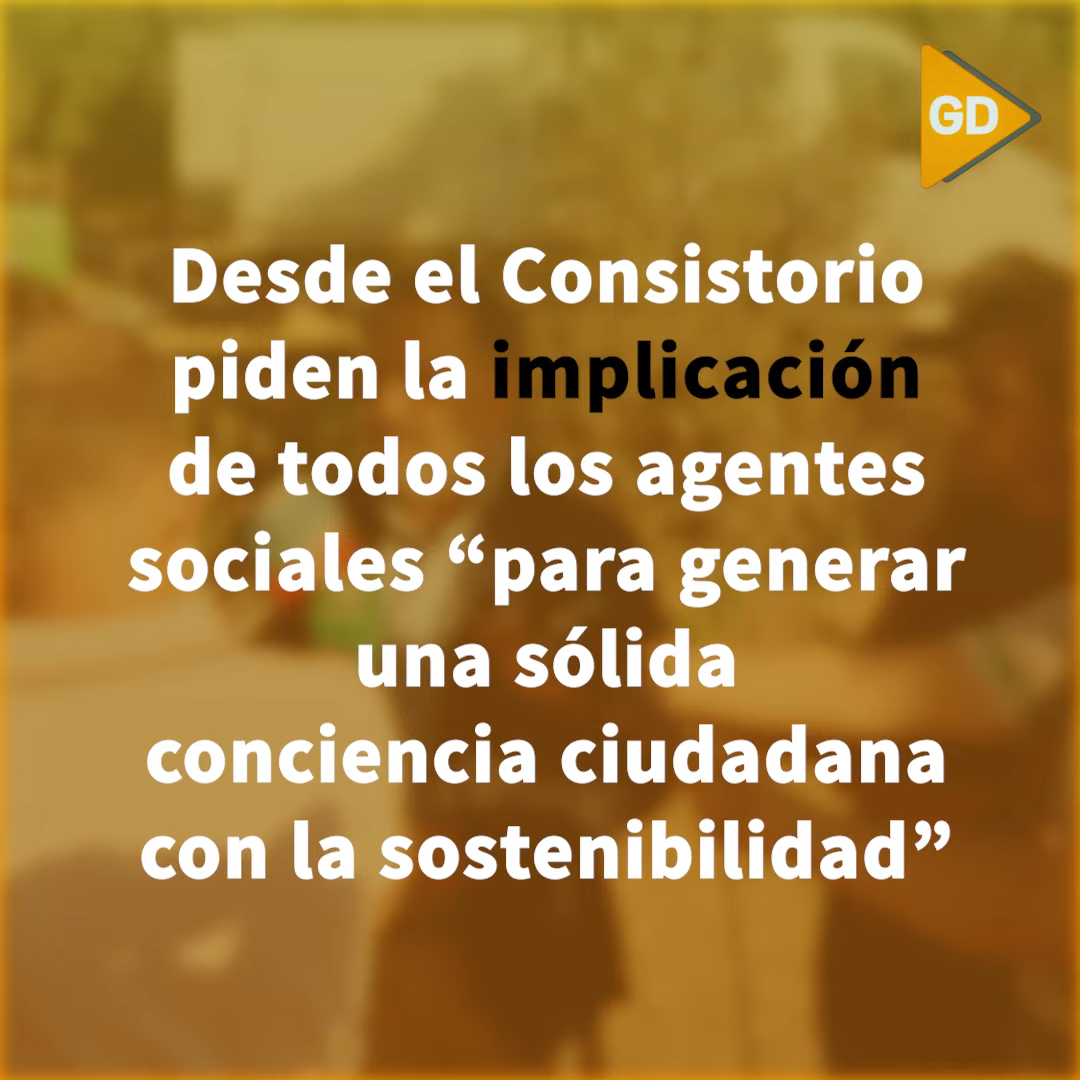 GD
Desde el Consistorio
piden la implicación
de todos los agentes
sociales “para generar
una sólida
conciencia ciudadana
con la sostenibilidad”